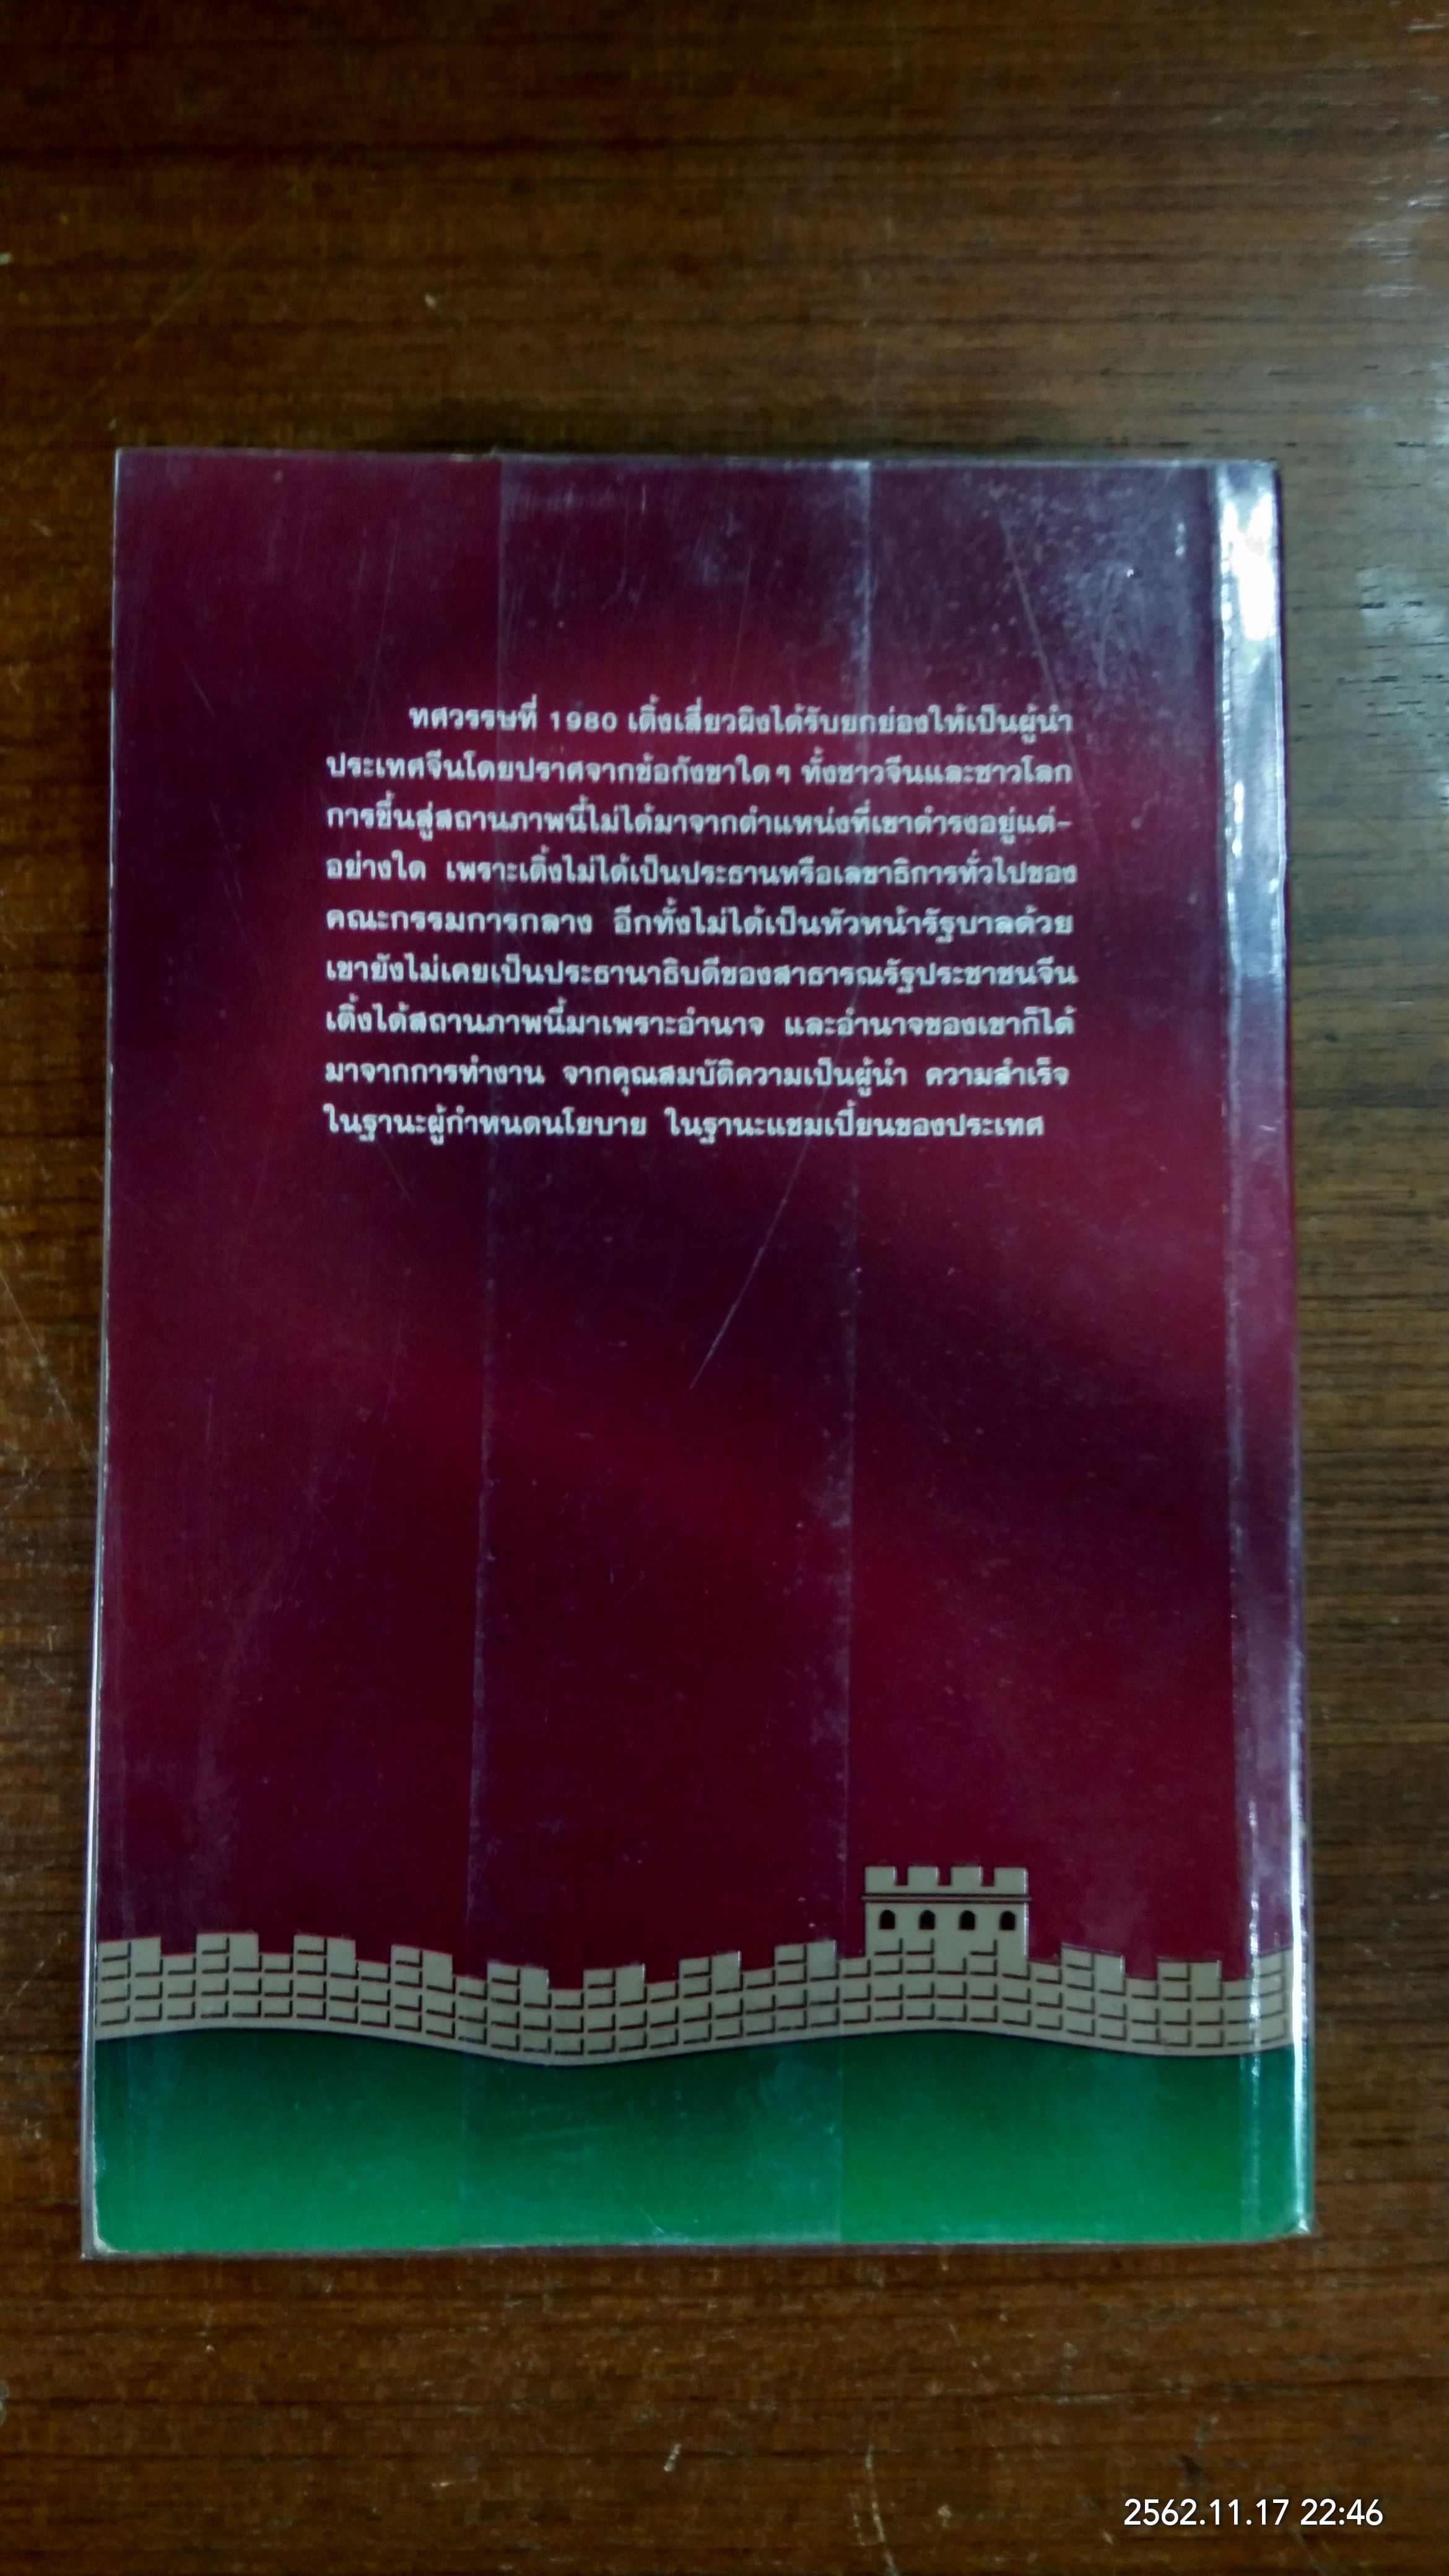 ทศวรรษที่ 1980 เติ้งเสี่ยวผิงได้รับยกย่องให้เป็นผู้นำ
ประเทศจีนโดยปราศจากข้อกังขาใดๆ ทั้งชาวจีนและชาวโลก
การขึ้นสู่สถานภาพนี้ไม่ได้มาจากตำแหน่งที่เขาดำรงอยู่แต่-
อย่างใด เพราะเติ้งไม่ได้เป็นประธานหรือเลขาธิการทั่วไปของ
คณะกรรมการกลาง อีกทั้งไม่ได้เป็นหัวหน้ารัฐบาลด้วย
เขายังไม่เคยเป็นประธานาธิบดีของสาธารณรัฐประชาชนจีน
เติ้งได้สถานภาพนี้มาเพราะอำนาจ และอำนาจของเขาก็ได้
มาจากการทำงาน จากคุณสมบัติความเป็นผู้นำ ความสำเร็จ
ในฐานะผู้กำหนดนโยบาย ในฐานะแชมเปี้ยนของประเทศ
2562.11.17 22:46